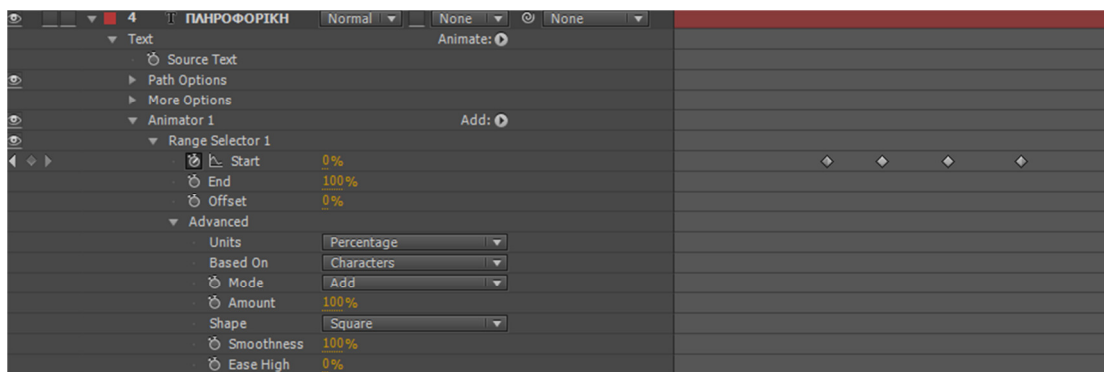 4 T ΠΛΗΡΟΦΟΡΙΚΗ Normal None None
Text Animate:
Source Text
Path Options
More Options
Animator 1 Add:
Range Selector 1
Start 0%
End 100%
Offset 0%
Advanced
Units Percentage
Based On Characters
Mode Add
Amount 100%
Shape Square
Smoothness 100%
Ease High 0%